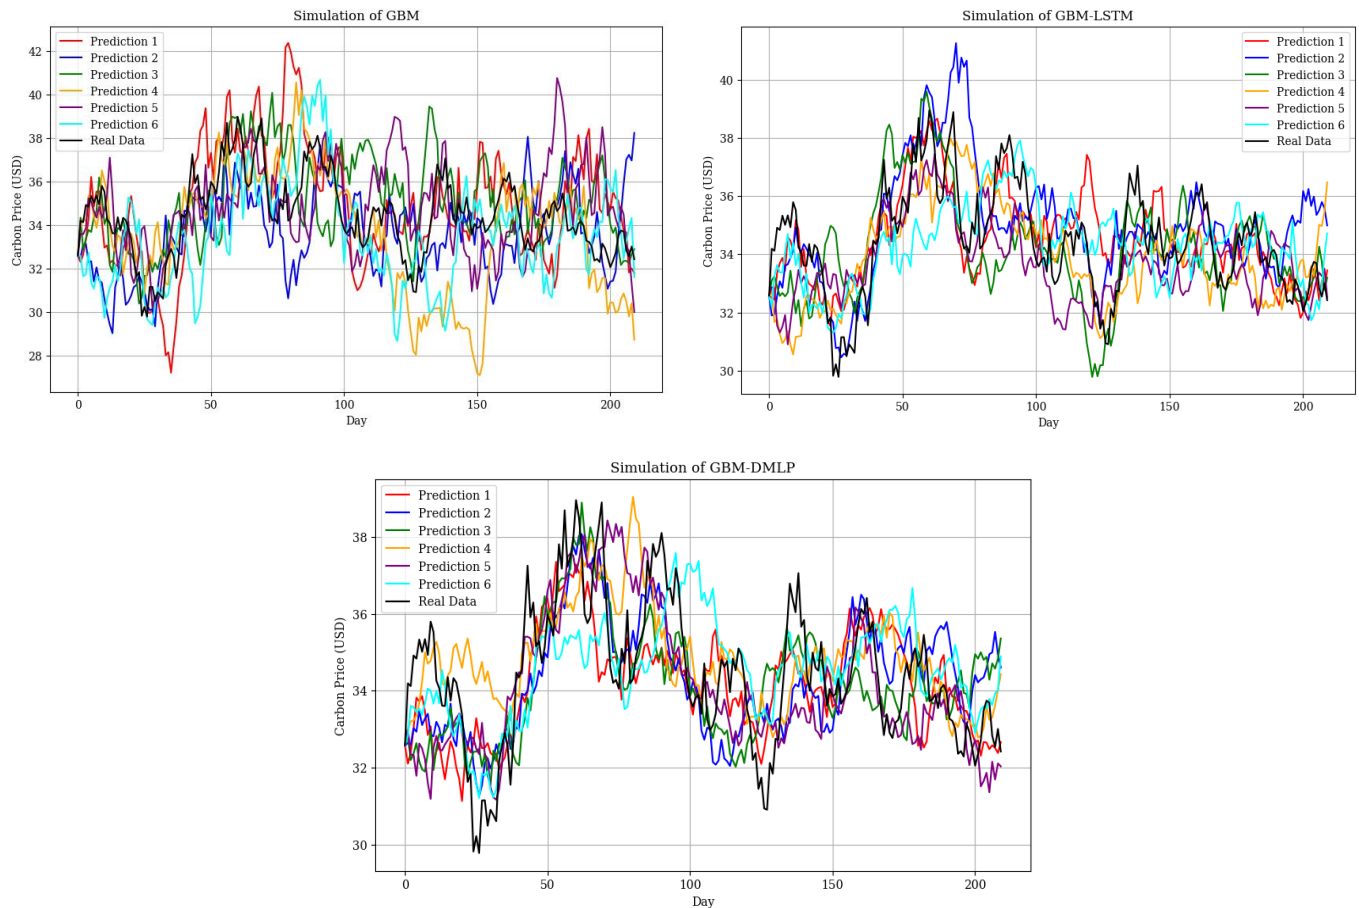 Simulation of GBM
Prediction 1
Prediction 2
Prediction 3
Prediction 4
Prediction 5
Prediction 6
Real Data
42
40
38
36
34
32
30
28
Carbon Price (USD)
0 50 100 150 200
Day
Simulation of GBM-LSTM
Prediction 1
Prediction 2
Prediction 3
Prediction 4
Prediction 5
Prediction 6
Real Data
40
38
36
34
32
30
Carbon Price (USD)
0 50 100 150 200
Day
Simulation of GBM-DMLP
Prediction 1
Prediction 2
Prediction 3
Prediction 4
Prediction 5
Prediction 6
Real Data
38
36
34
32
30
Carbon Price (USD)
0 50 100 150 200
Day